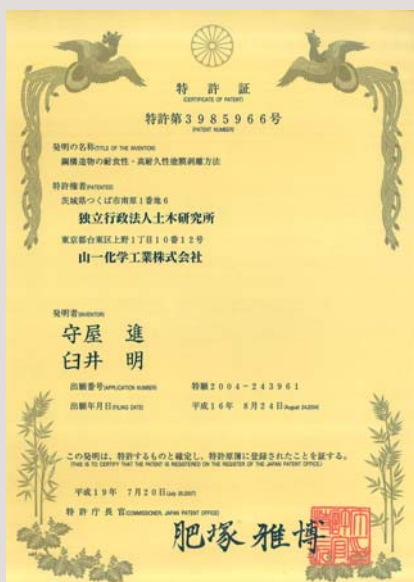 特許証
(CERTIFICATE OF PATENT)
特許第3985966号
(PATENT NUMBER)
発明の名称(TITLE OF THE INVENTION)
鋼構造物の耐食性・高耐久性塗膜剥離方法
特許権者(PATENTEE)
茨城県つくば市南原1番地6
独立行政法人土木研究所
東京都台東区上野1丁目10番12号
山一化学工業株式会社
発明者(INVENTOR)
守屋 進
臼井 明
出願番号(APPLICATION NUMBER) 特願2004-243961
出願年月日(FILING DATE) 平成16年 8月24日(August 24,2004)
この発明は、特許するものと確定し、特許原簿に登録されたことを証する。
(THIS IS TO CERTIFY THAT THE PATENT IS REGISTERED ON THE REGISTER OF THE JAPAN PATENT OFFICE.)
平成19年 7月20日(July 20,2007)
特許庁長官(COMMISSIONER, JAPAN PATENT OFFICE)
肥塚雅博